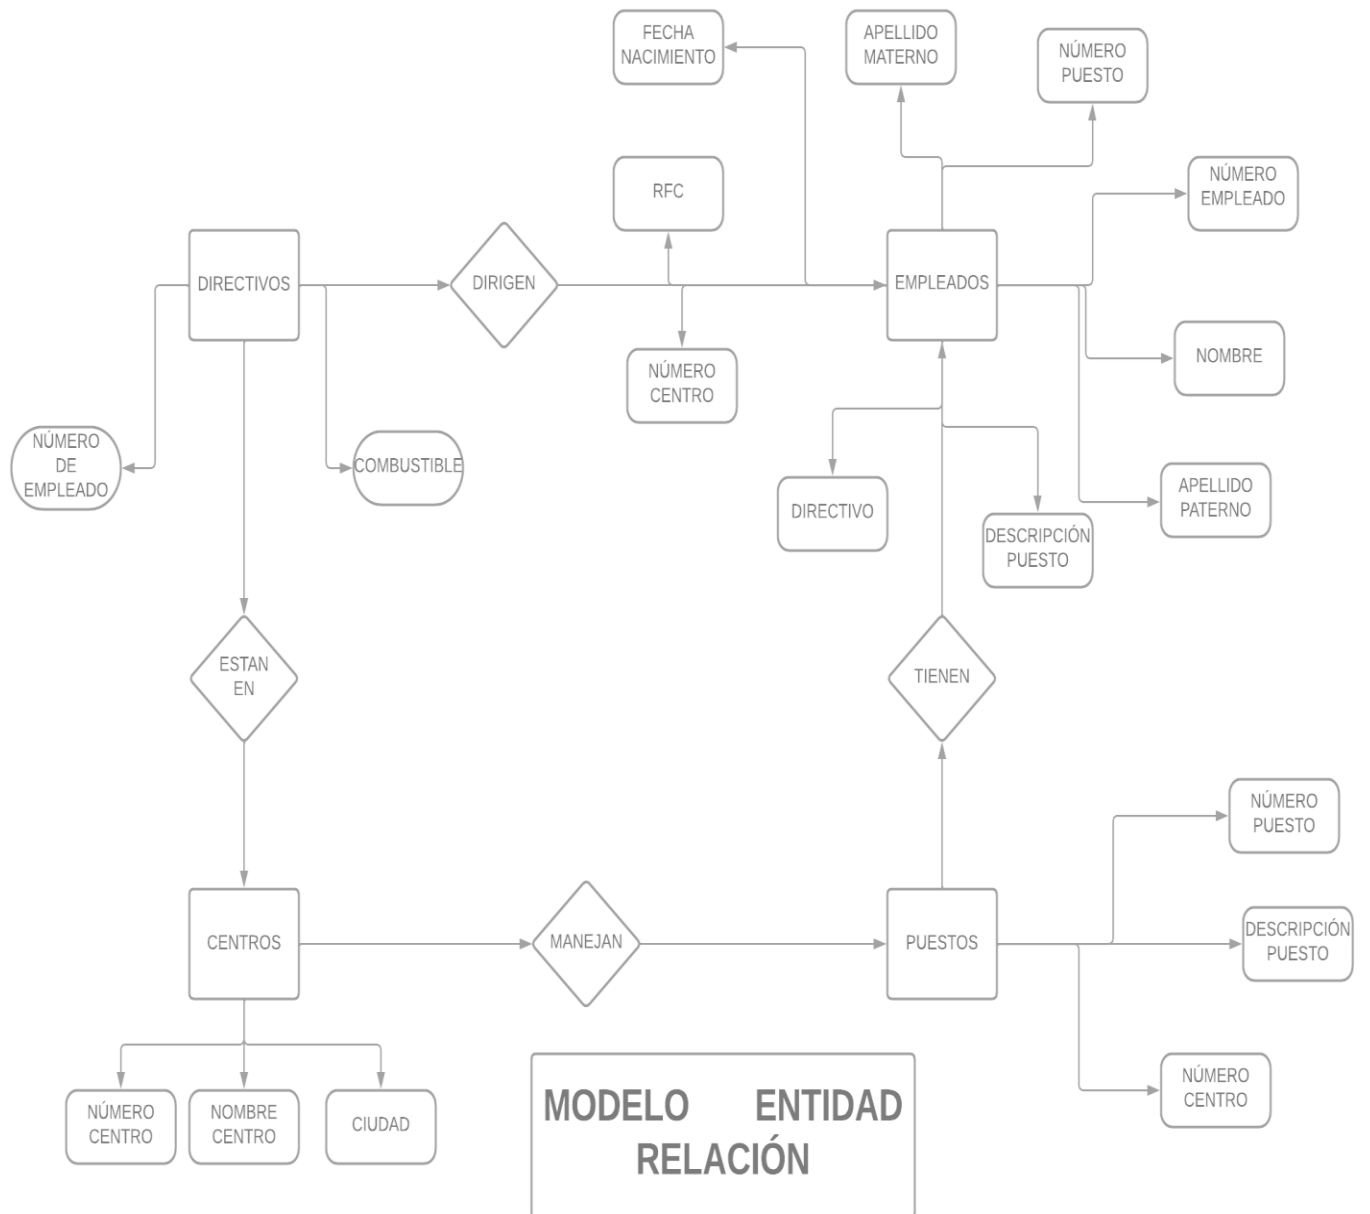 FECHA
NACIMIENTO
APELLIDO
MATERNO
NÚMERO
PUESTO
RFC
NÚMERO
EMPLEADO
DIRECTIVOS
DIRIGEN
EMPLEADOS
NÚMERO
CENTRO
NOMBRE
NÚMERO
DE
EMPLEADO
COMBUSTIBLE
DIRECTIVO
DESCRIPCIÓN
PUESTO
APELLIDO
PATERNO
ESTAN
EN
TIENEN
NÚMERO
PUESTO
CENTROS
MANEJAN
PUESTOS
DESCRIPCIÓN
PUESTO
NÚMERO
CENTRO
NOMBRE
CENTRO
CIUDAD
NÚMERO
CENTRO
MODELO ENTIDAD
RELACIÓN